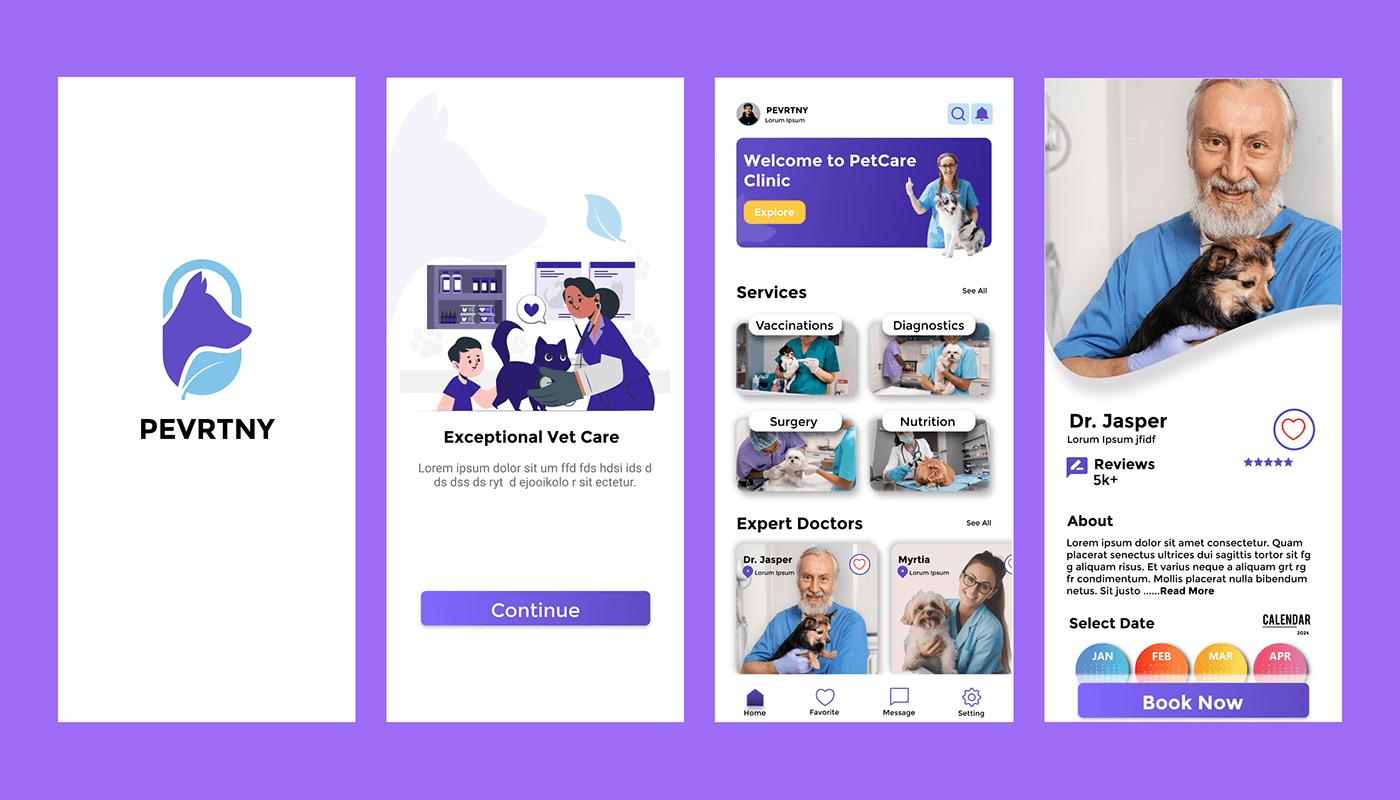 PEVRTNY
Exceptional Vet Care
Lorem ipsum dolor sit um ffd fds hdsi ids d
ds dss ds ryt d ejooikolo r sit ectetur.
Continue
PEVRTNY
Lorum Ipsum
Welcome to PetCare
Clinic
Explore
Services
See All
Vaccinations
Diagnostics
Surgery
Nutrition
Expert Doctors
See All
Dr. Jasper
Lorum Ipsum
Myrtia
Lorum Ipsum
Home
Favorite
Message
Setting
Dr. Jasper
Lorum Ipsum jfidf
Reviews
5k+
About
Lorem ipsum dolor sit amet consectetur. Quam
placerat senectus ultrices dui sagittis tortor sit fg
g aliquam risus. Et varius neque a aliquam grt rg
fr condimentum. Mollis placerat nulla bibendum
netus. Sit justo ......Read More
Select Date
CALENDAR
2024
JAN
FEB
MAR
APR
Book Now